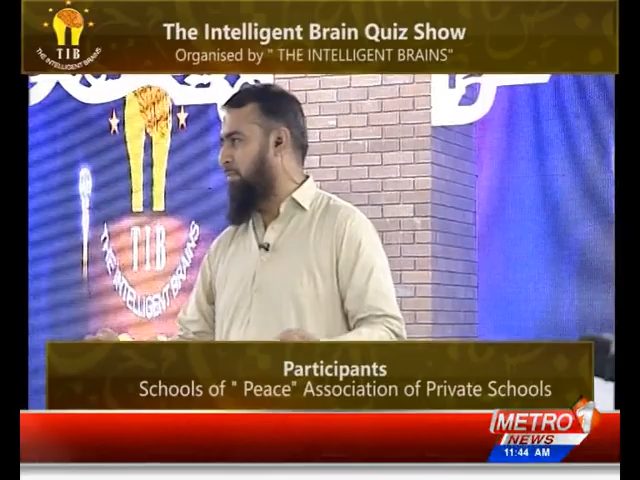 TIB
THE INTELLIGENT BRAINS
The Intelligent Brain Quiz Show
Organised by " THE INTELLIGENT BRAINS"
TIB
THE INTELLIGENT BRAINS
Participants
Schools of " Peace" Association of Private Schools
METRO 1
NEWS
11:44 AM